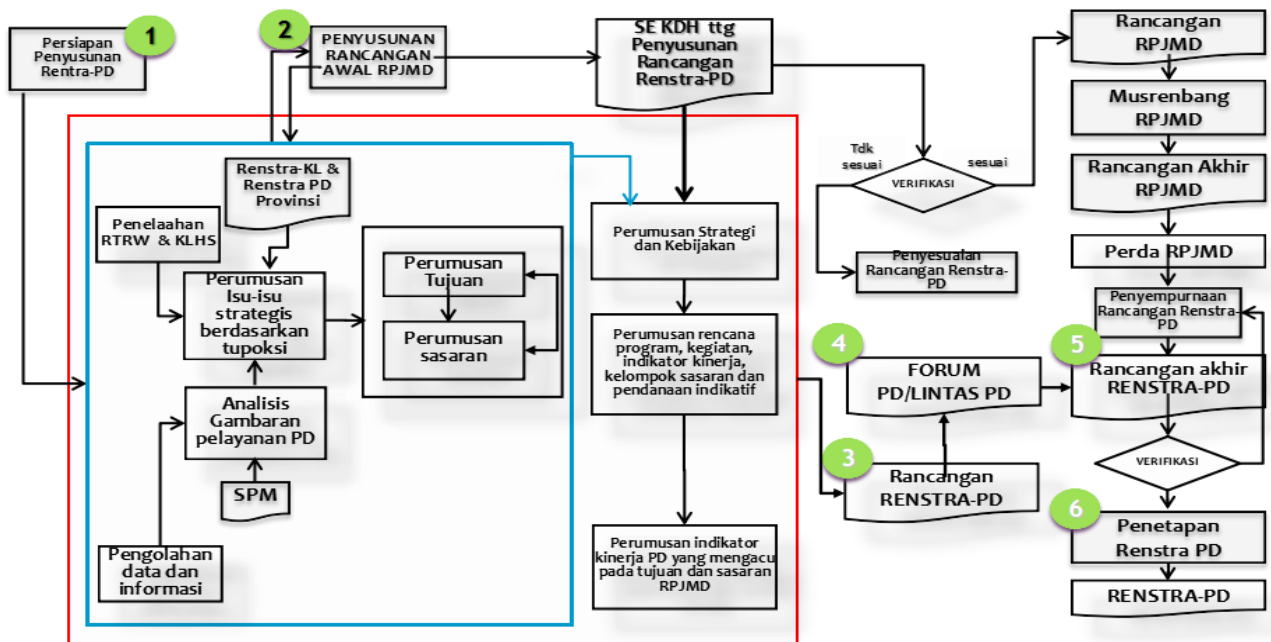 1
Persiapan
Penyusunan
Rentra-PD
2
PENYUSUNAN
RANCANGAN
AWAL RPJMD
SE KDH ttg
Penyusunan
Rancangan
Renstra-PD
Rancangan
RPJMD
Musrenbang
RPJMD
Rancangan Akhir
RPJMD
Perda RPJMD
Penyempurnaan
Rancangan Renstra-
PD
Tdk
sesuai
sesuai
VERIFIKASI
Penyesualan
Rancangan Renstra-
PD
Renstra-KL &
Renstra PD
Provinsi
Penelaahan
RTRW & KLHS
Perumusan
Isu-isu
strategis
berdasarkan
tupoksi
Perumusan
Tujuan
Perumusan
sasaran
Analisis
Gambaran
pelayanan PD
SPM
Pengolahan
data dan
informasi
Perumusan Strategi
dan Kebijakan
Perumusan rencana
program, kegiatan,
indikator kinerja,
kelompok sasaran dan
pendanaan indikatif
Perumusan indikator
kinerja PD yang mengacu
pada tujuan dan sasaran
RPJMD
3
Rancangan
RENSTRA-PD
4
FORUM
PD/LINTAS PD
5
Rancangan akhir
RENSTRA-PD
VERIFIKASI
6
Penetapan
Renstra PD
RENSTRA-PD